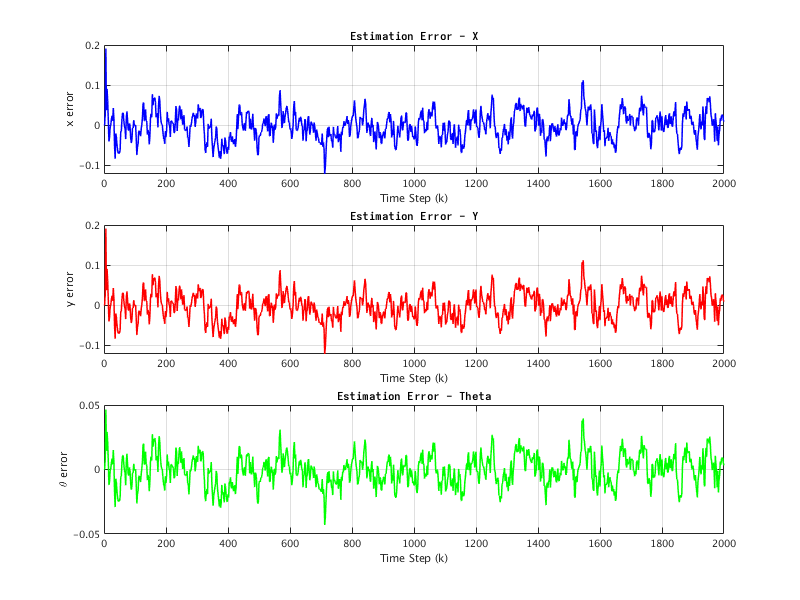 Estimation Error - X
0.2
0.1
0
-0.1
x error
0 200 400 600 800 1000 1200 1400 1600 1800 2000
Time Step (k)
Estimation Error - Y
0.2
0.1
0
-0.1
y error
0 200 400 600 800 1000 1200 1400 1600 1800 2000
Time Step (k)
Estimation Error - Theta
0.05
0
-0.05
θ error
0 200 400 600 800 1000 1200 1400 1600 1800 2000
Time Step (k)